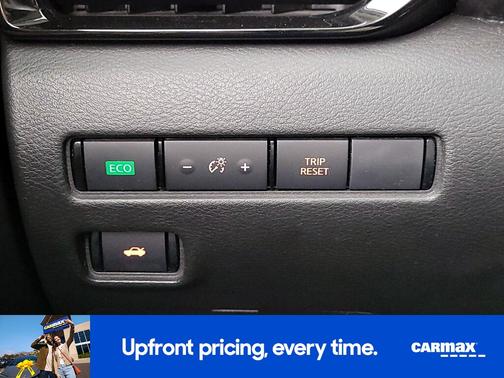 ECO
- +
TRIP
RESET
Upfront pricing, every time.
CARMAX